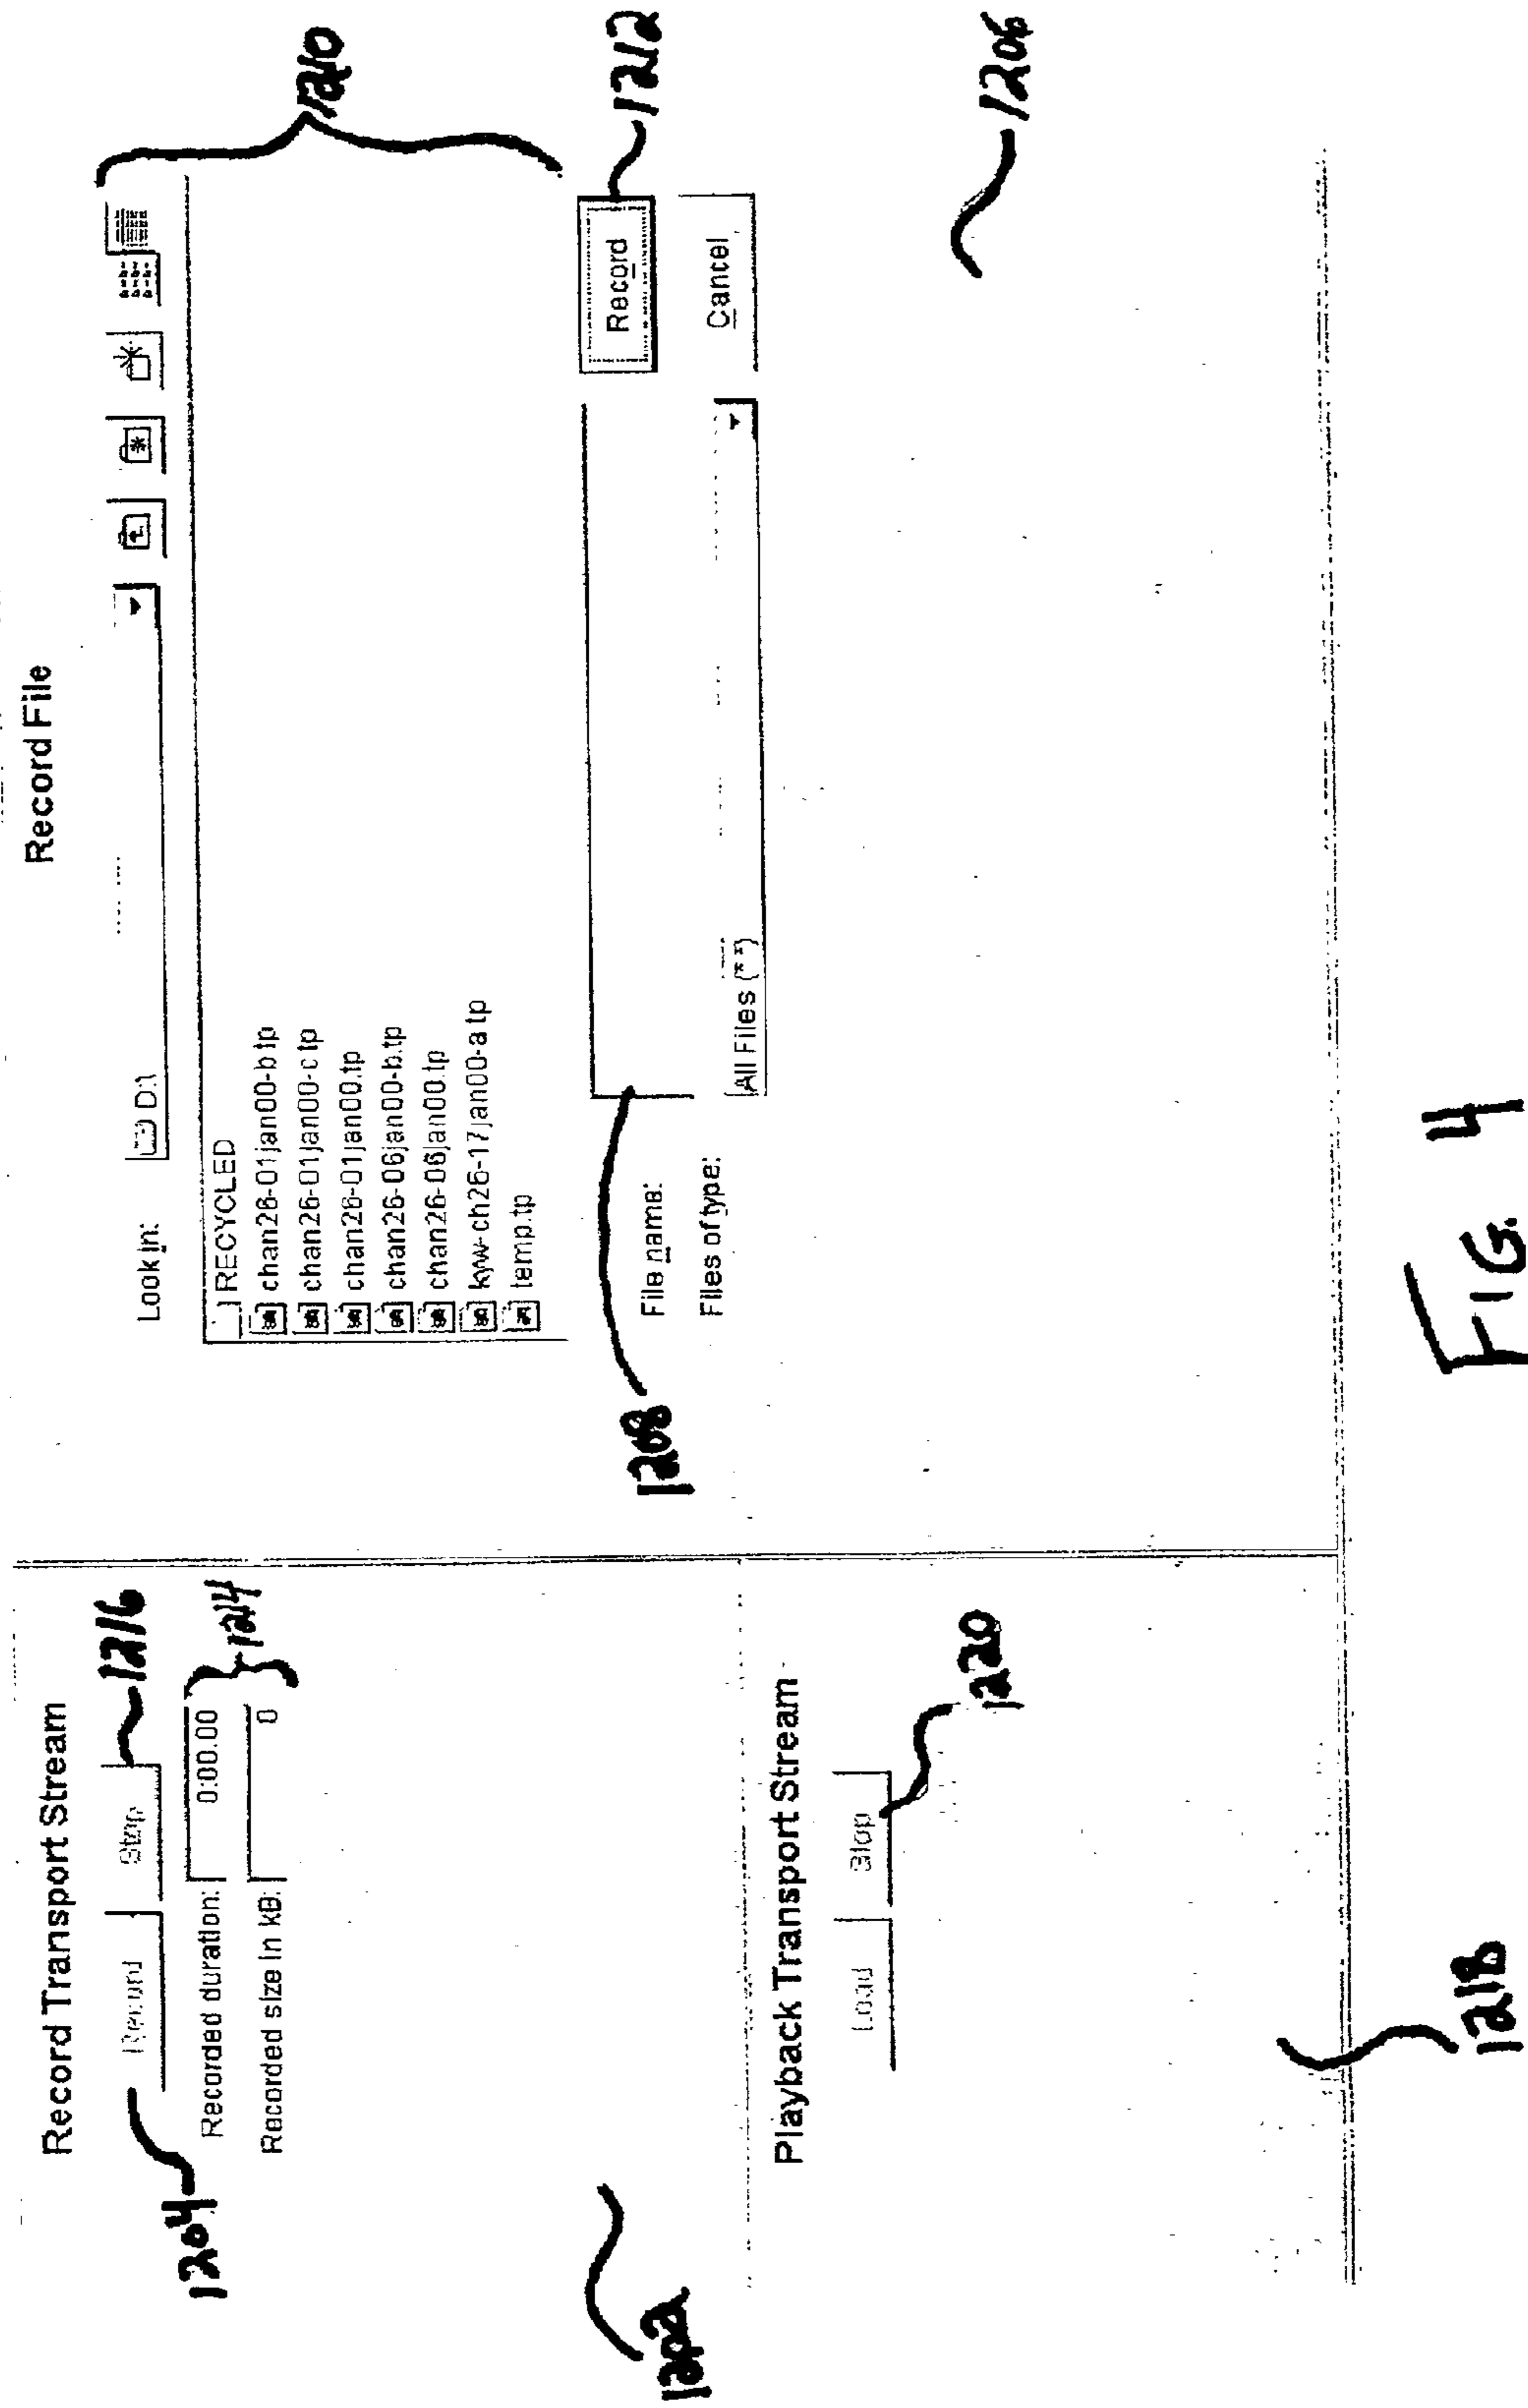 Record Transport Stream
Record
Stop
1216
1204
Recorded duration:
0:00.00
Recorded size in KB:
0
1214
1202
Playback Transport Stream
Load
Stop
1220
1218
Record File
Look in:
D:\
RECYCLED
chan26-01jan00-b.tp
chan26-01jan00-c.tp
chan26-01jan00.tp
chan26-06jan00-b.tp
chan26-06jan00.tp
kyw-ch26-17jan00-a.tp
temp.tp
1210
1208
File name:
Record
1212
Files of type:
All Files (*.*)
Cancel
1206
FIG. 4